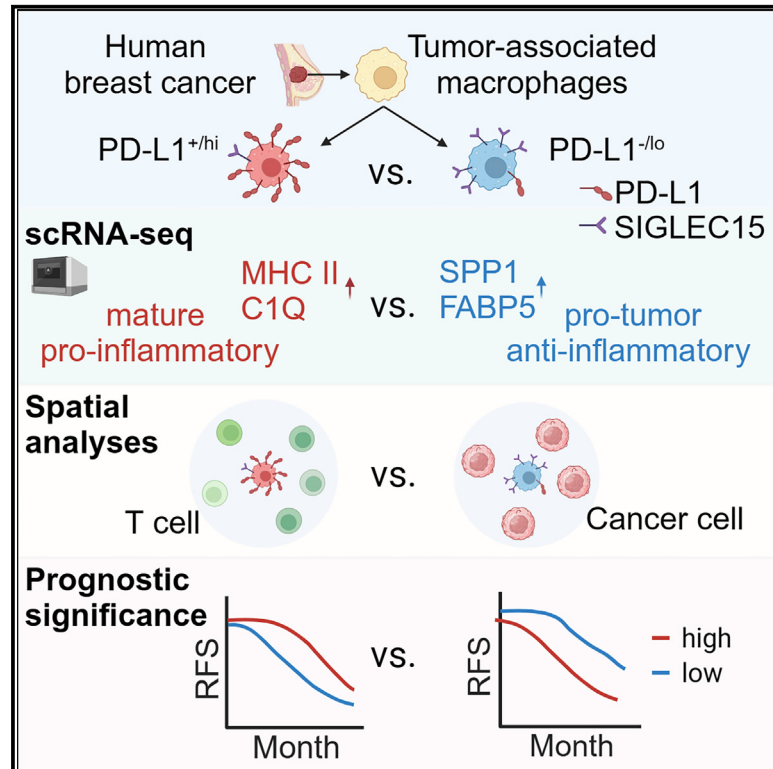 Human
breast cancer
Tumor-associated
macrophages
PD-L1+/hi
vs.
PD-L1-/lo
PD-L1
SIGLEC15
scRNA-seq
MHC II
C1Q
mature
pro-inflammatory
vs.
SPP1
FABP5
pro-tumor
anti-inflammatory
Spatial
analyses
T cell
vs.
Cancer cell
Prognostic
significance
RFS
Month
vs.
RFS
Month
high
low